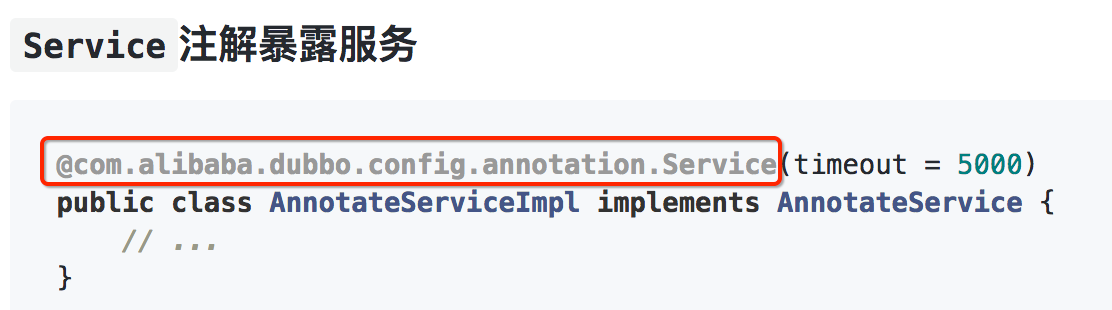 Service注解暴露服务
@com.alibaba.dubbo.config.annotation.Service(timeout = 5000)
public class AnnotateServiceImpl implements AnnotateService {
    // ...
}